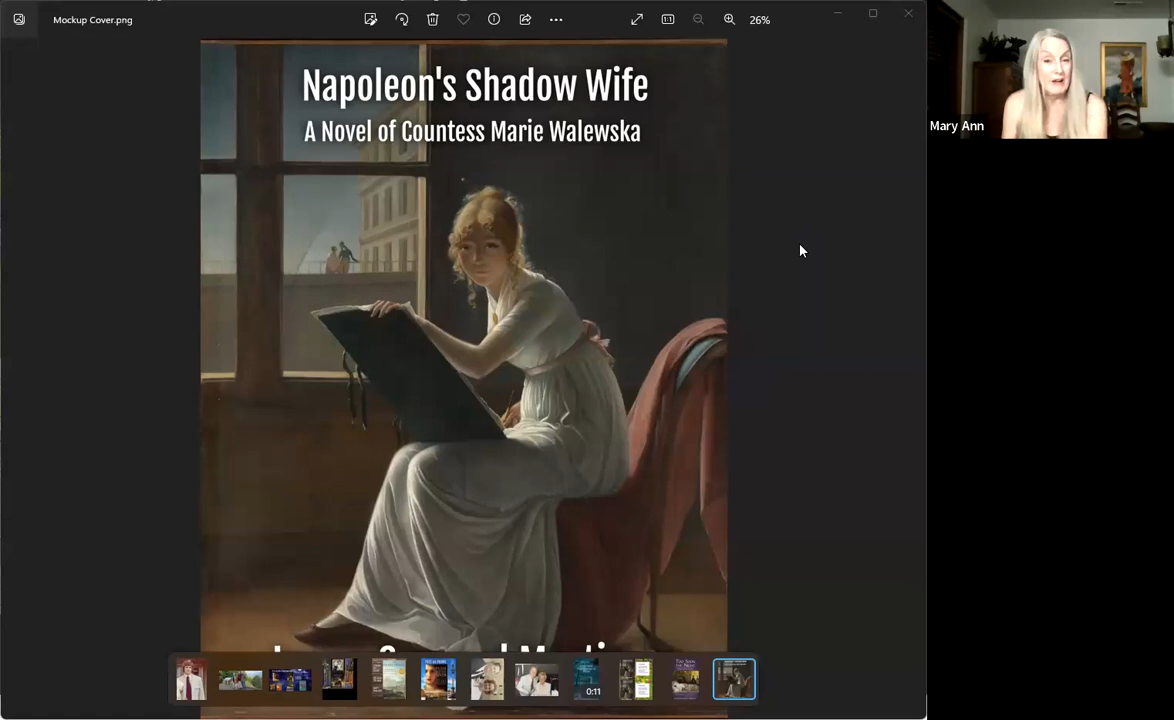 Mockup Cover.png
26%
Napoleon's Shadow Wife
A Novel of Countess Marie Walewska
Mary Ann
0:11